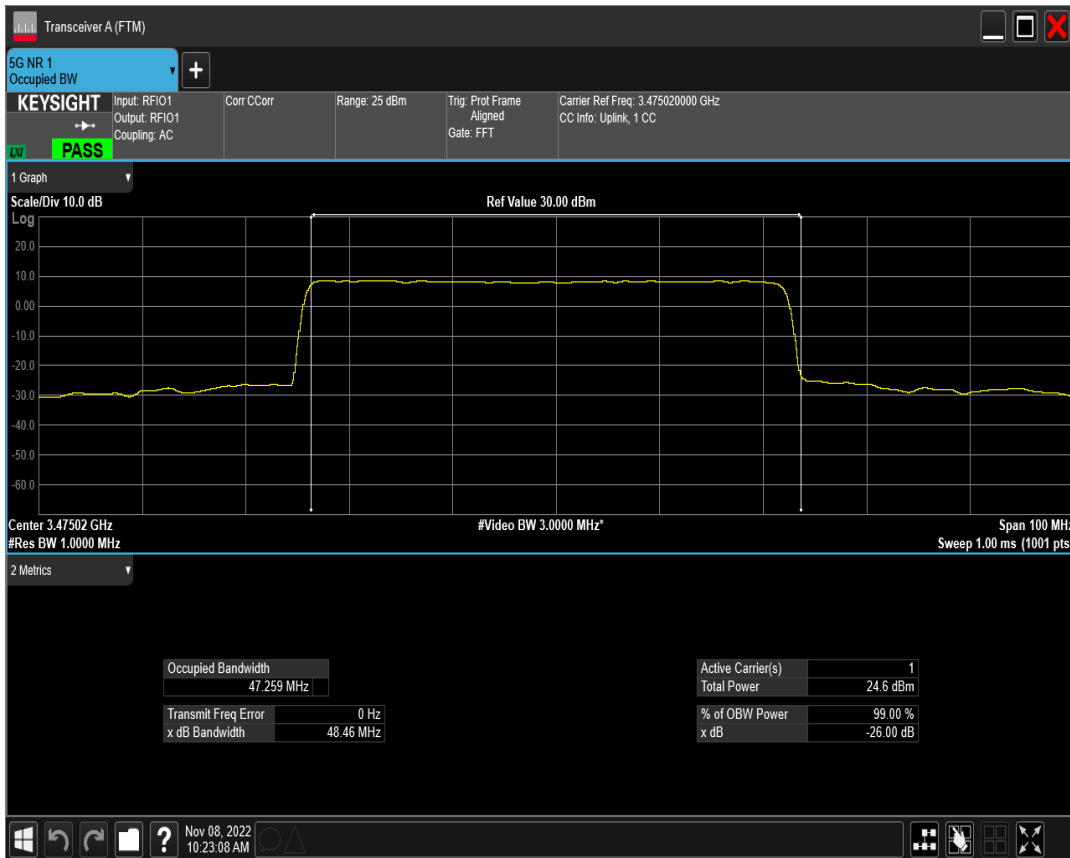 Transceiver A (FTM)
5G NR 1
Occupied BW
+
KEYSIGHT
LXI
PASS
Input: RFIO1
Output: RFIO1
Coupling: AC
Corr CCorr
Range: 25 dBm
Trig: Prot Frame
Aligned
Gate: FFT
Carrier Ref Freq: 3.475020000 GHz
CC Info: Uplink, 1 CC
1 Graph
Scale/Div 10.0 dB
Ref Value 30.00 dBm
Log
20.0
10.0
0.00
-10.0
-20.0
-30.0
-40.0
-50.0
-60.0
Center 3.47502 GHz
#Video BW 3.0000 MHz*
Span 100 MHz
#Res BW 1.0000 MHz
Sweep 1.00 ms (1001 pts
2 Metrics
Occupied Bandwidth
47.259 MHz
Transmit Freq Error 0 Hz
x dB Bandwidth 48.46 MHz
Active Carrier(s) 1
Total Power 24.6 dBm
% of OBW Power 99.00 %
x dB -26.00 dB
?
Nov 08, 2022
10:23:08 AM